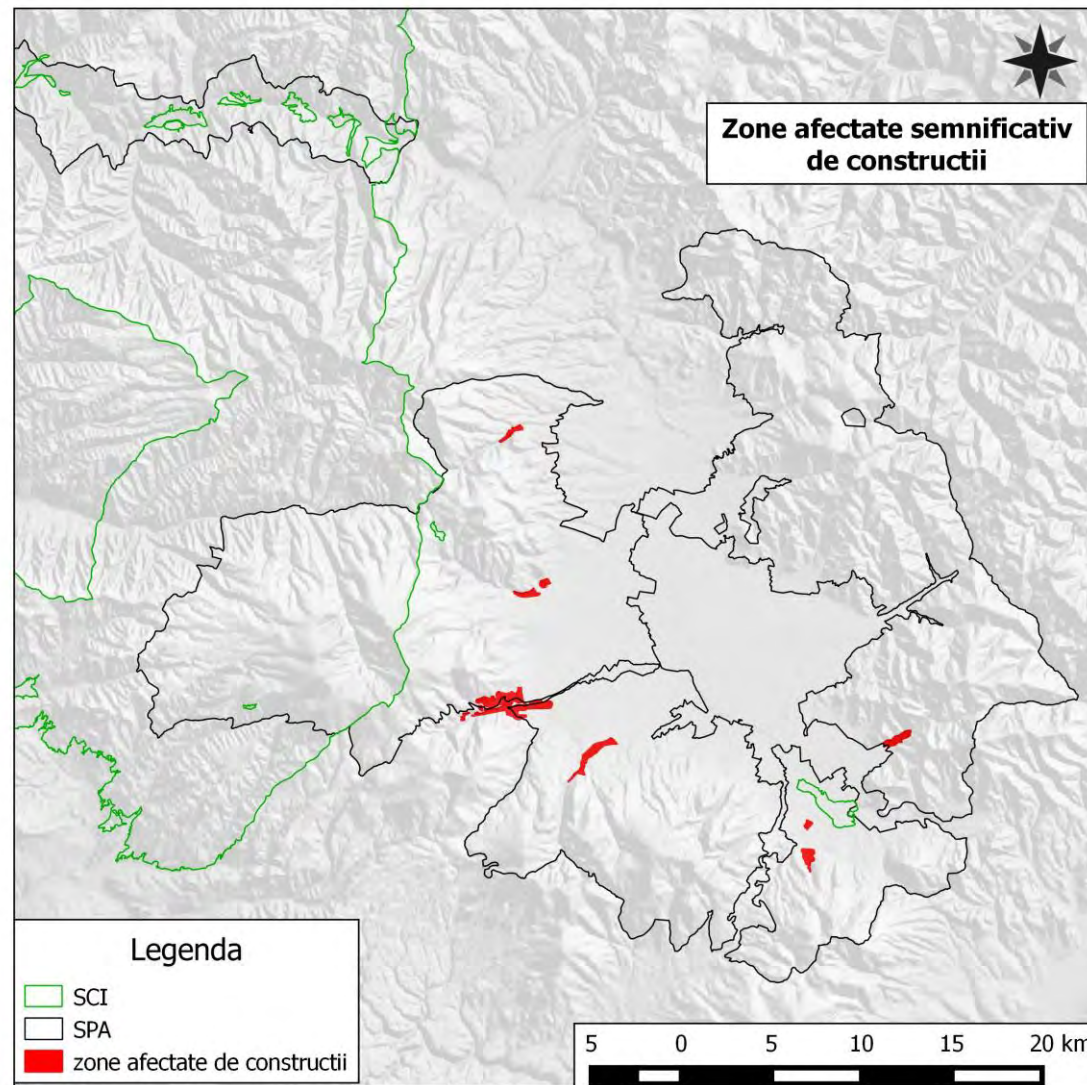 Zone afectate semnificativ
de constructii
Legenda
SCI
SPA
zone afectate de constructii
5 0 5 10 15 20 km